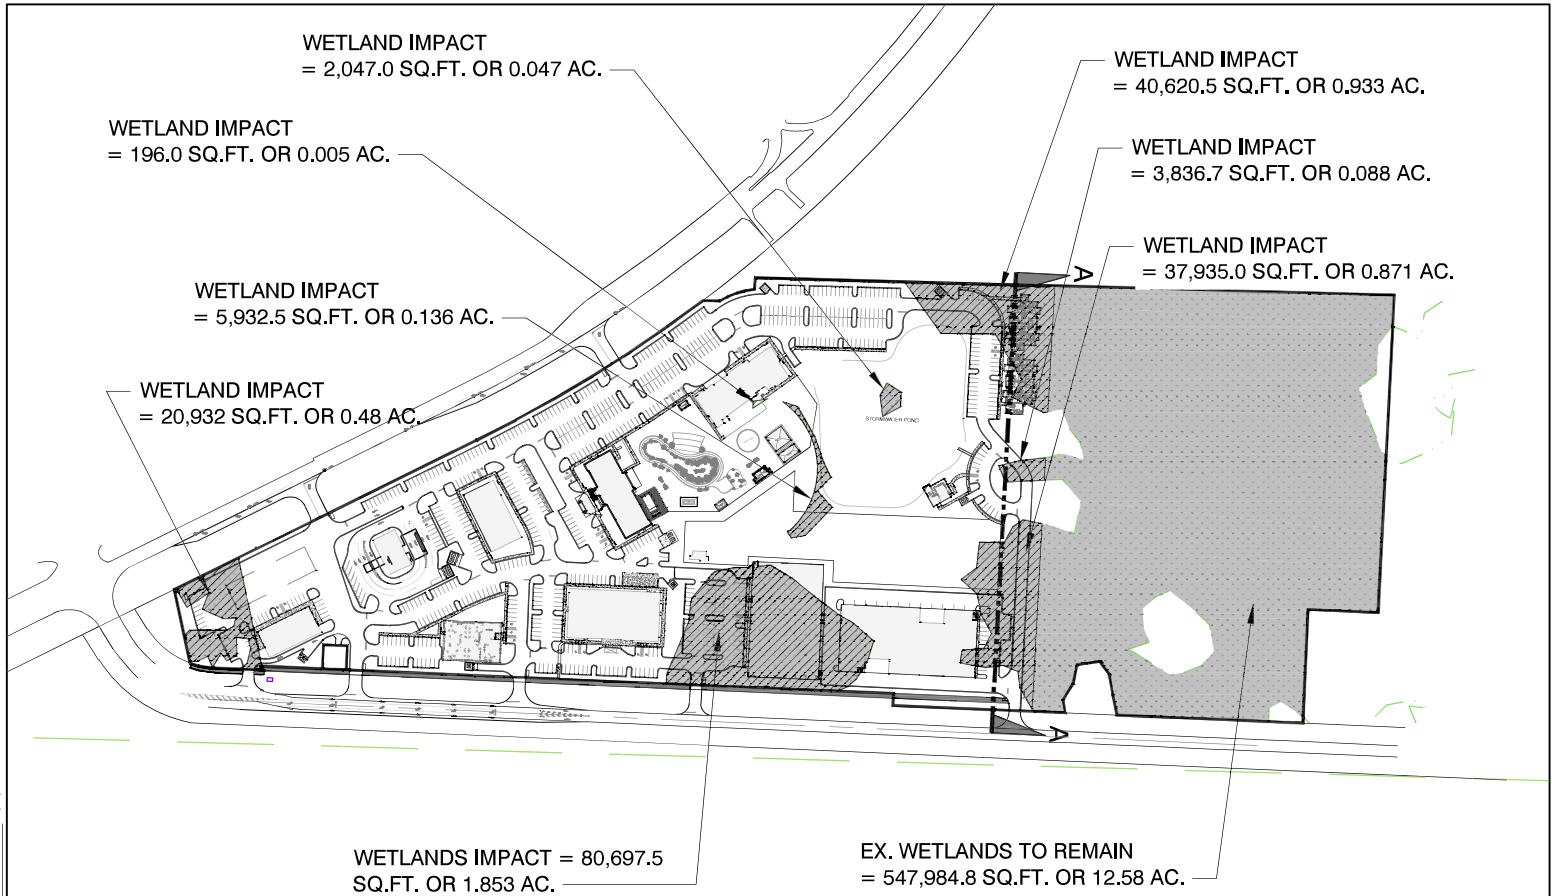 WETLAND IMPACT
= 2,047.0 SQ.FT. OR 0.047 AC.
WETLAND IMPACT
= 40,620.5 SQ.FT. OR 0.933 AC.
WETLAND IMPACT
= 196.0 SQ.FT. OR 0.005 AC.
WETLAND IMPACT
= 3,836.7 SQ.FT. OR 0.088 AC.
WETLAND IMPACT
= 37,935.0 SQ.FT. OR 0.871 AC.
A
WETLAND IMPACT
= 5,932.5 SQ.FT. OR 0.136 AC.
WETLAND IMPACT
= 20,932 SQ.FT. OR 0.48 AC.
STORMWATER POND
A
WETLANDS IMPACT = 80,697.5
SQ.FT. OR 1.853 AC.
EX. WETLANDS TO REMAIN
= 547,984.8 SQ.FT. OR 12.58 AC.